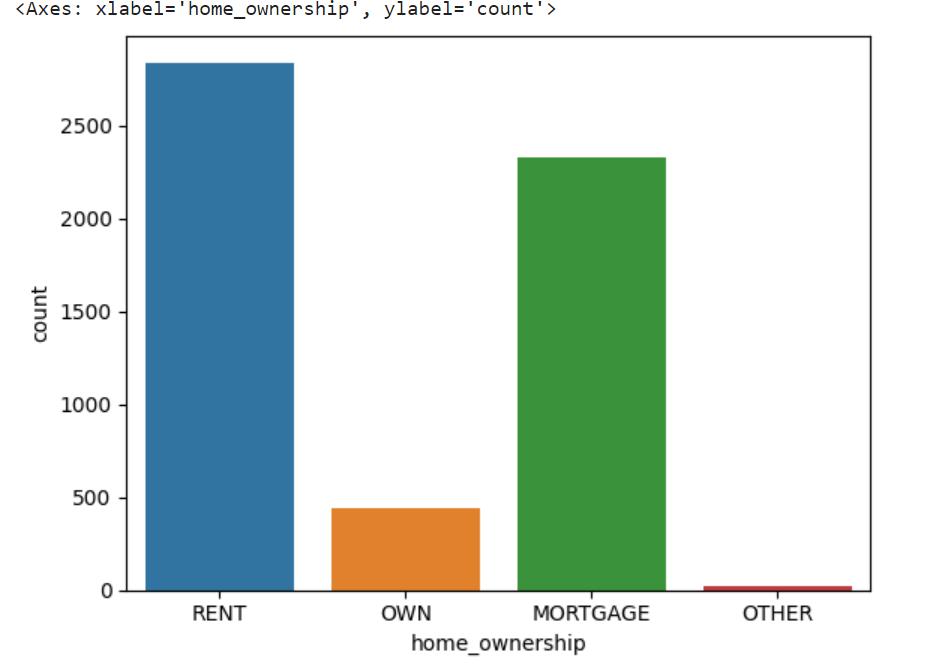 <Axes: xlabel='home_ownership', ylabel='count'>
2500
2000
1500
1000
500
0
count
RENT OWN MORTGAGE OTHER
home_ownership